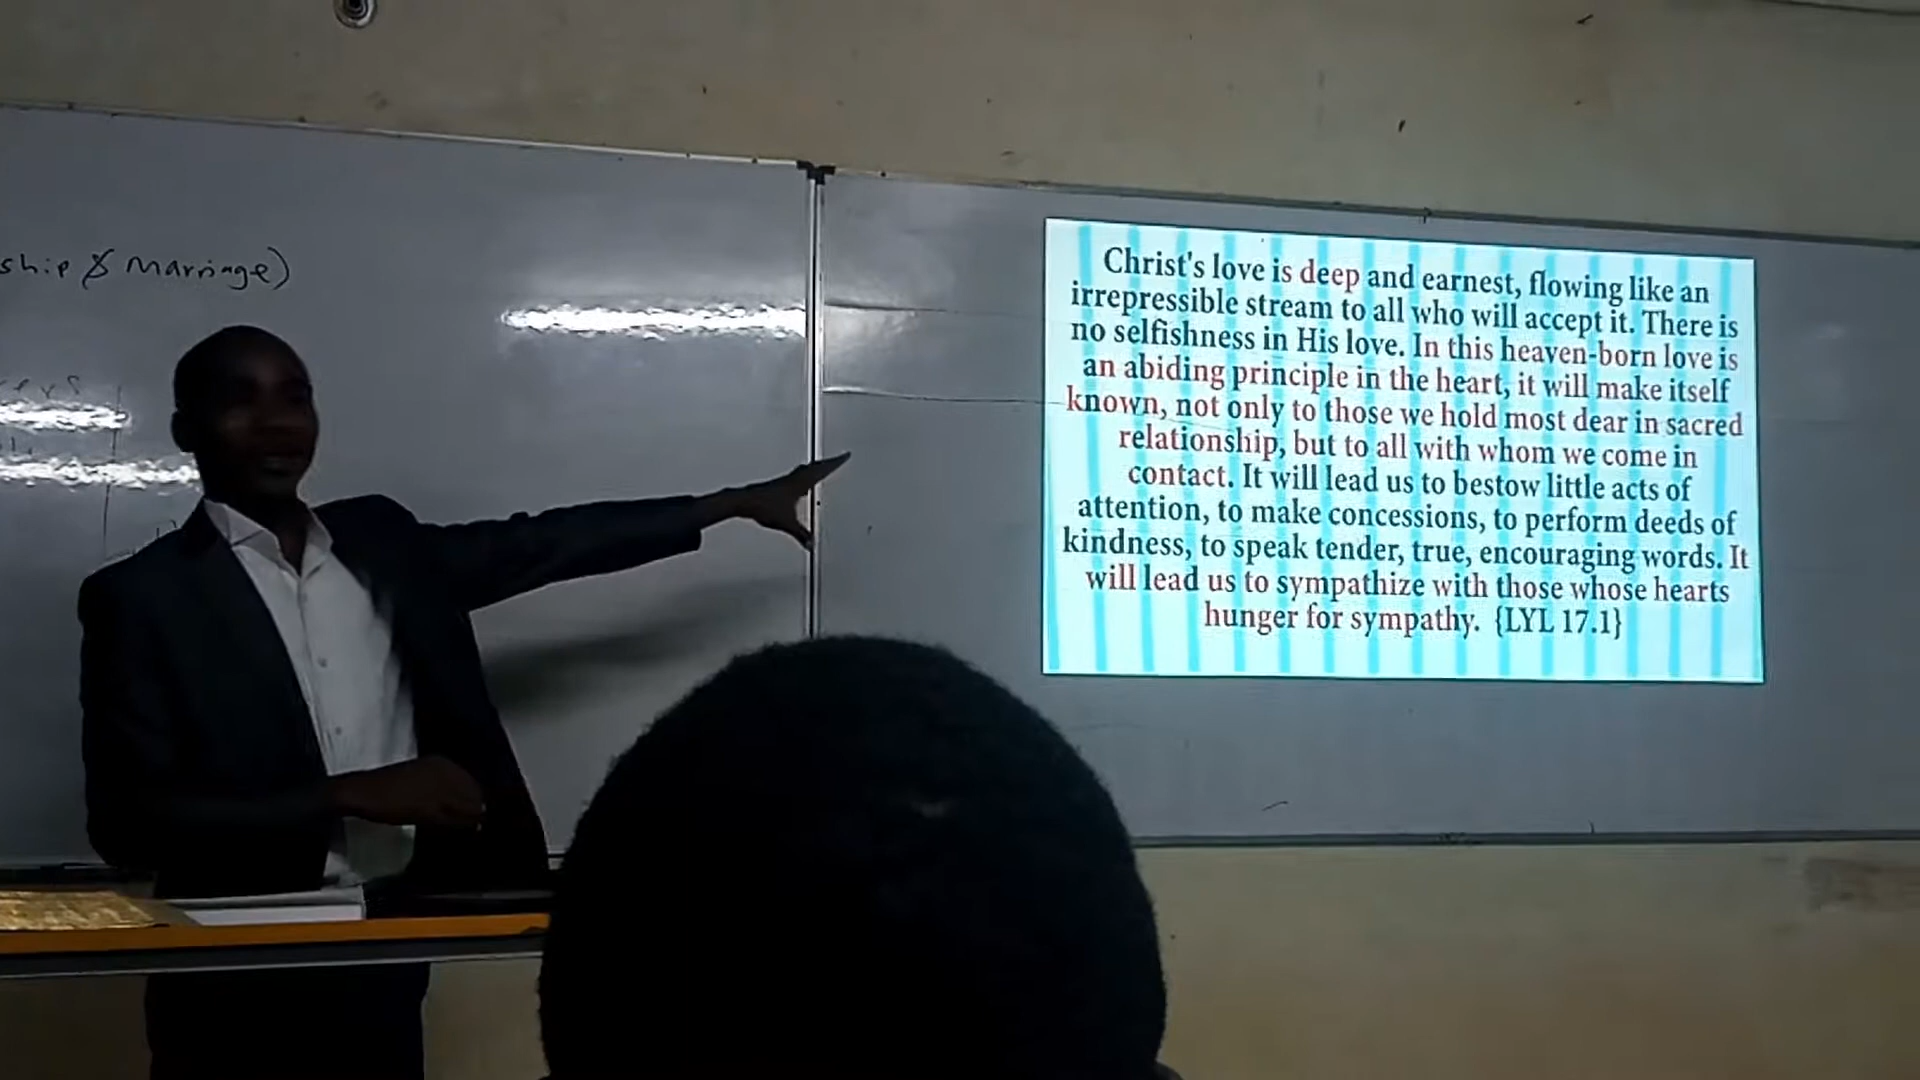 ship & Marriage)
Christ's love is deep and earnest, flowing like an
irrepressible stream to all who will accept it. There is
no selfishness in His love. In this heaven-born love is
an abiding principle in the heart, it will make itself
known, not only to those we hold most dear in sacred
relationship, but to all with whom we come in
contact. It will lead us to bestow little acts of
attention, to make concessions, to perform deeds of
kindness, to speak tender, true, encouraging words. It
will lead us to sympathize with those whose hearts
hunger for sympathy. {LYL 17.1}